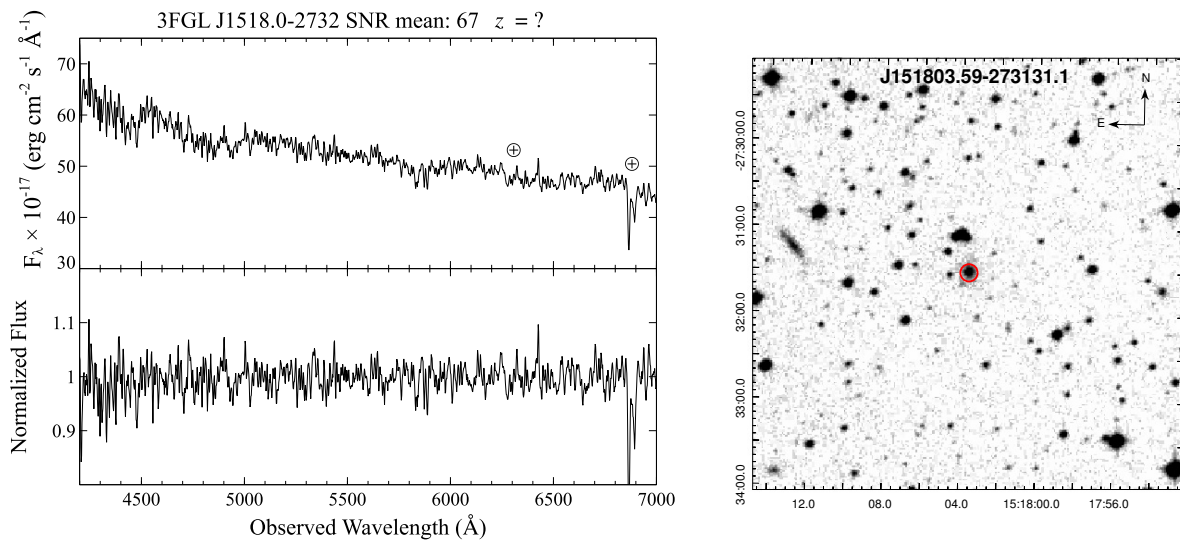 3FGL J1518.0-2732 SNR mean: 67 z = ?
Fλ × 10⁻¹⁷ (erg cm⁻² s⁻¹ Å⁻¹)
70
60
50
40
30
⊕
⊕
Normalized Flux
1.1
1
0.9
4500 5000 5500 6000 6500 7000
Observed Wavelength (Å)
J151803.59-273131.1
N
E
-27:30:00.0
31:00.0
32:00.0
33:00.0
34:00.0
12.0 08.0 04.0 15:18:00.0 17:56.0